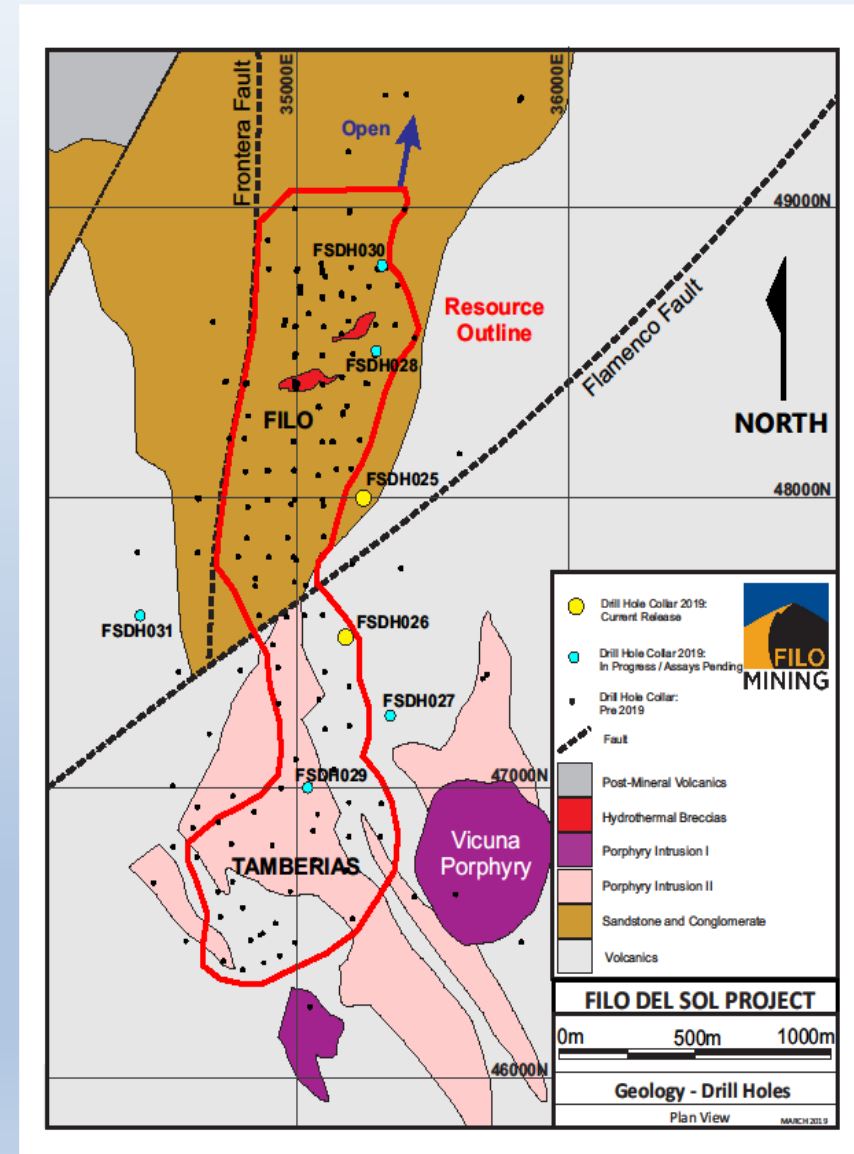 35000E
36000E
Frontera Fault
Open
49000N
FSDH030
Resource
Outline
Flamenco Fault
FSDH028
NORTH
FILO
FSDH025
48000N
FSDH031
FSDH026
FSDH027
FSDH029
47000N
TAMBERIAS
Vicuna
Porphyry
46000N
Drill Hole Collar 2019:
Current Release
Drill Hole Collar 2019:
In Progress / Assays Pending
Drill Hole Collar:
Pre 2019
Fault
Post-Mineral Volcanics
Hydrothermal Breccias
Porphyry Intrusion I
Porphyry Intrusion II
Sandstone and Conglomerate
Volcanics
FILO
MINING
FILO DEL SOL PROJECT
0m 500m 1000m
Geology - Drill Holes
Plan View
MARCH 2019